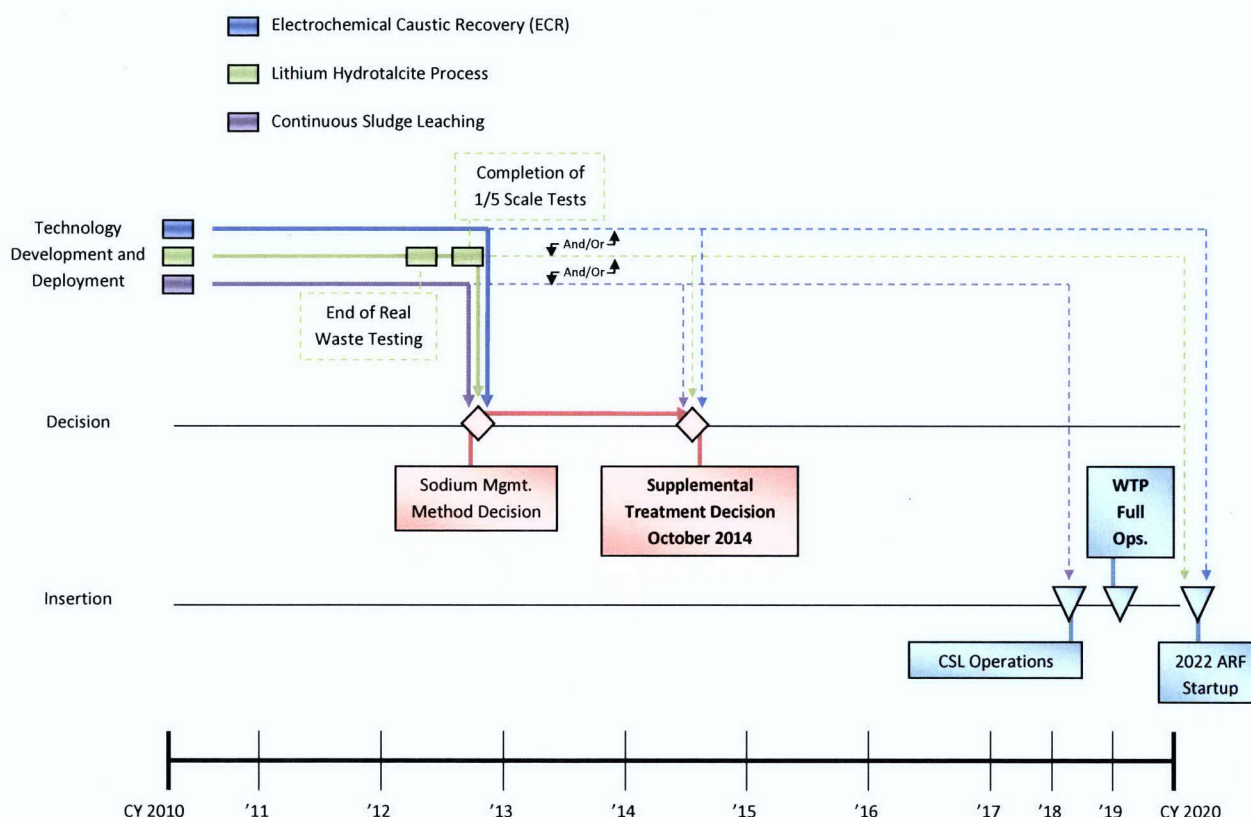 Electrochemical Caustic Recovery (ECR)
Lithium Hydrotalcite Process
Continuous Sludge Leaching
Completion of
1/5 Scale Tests
Technology
Development and
Deployment
And/Or
And/Or
End of Real
Waste Testing
Decision
Sodium Mgmt.
Method Decision
Supplemental
Treatment Decision
October 2014
WTP
Full
Ops.
Insertion
CSL Operations
2022 ARF
Startup
CY 2010
’11
’12
’13
’14
’15
’16
’17
’18
’19
CY 2020